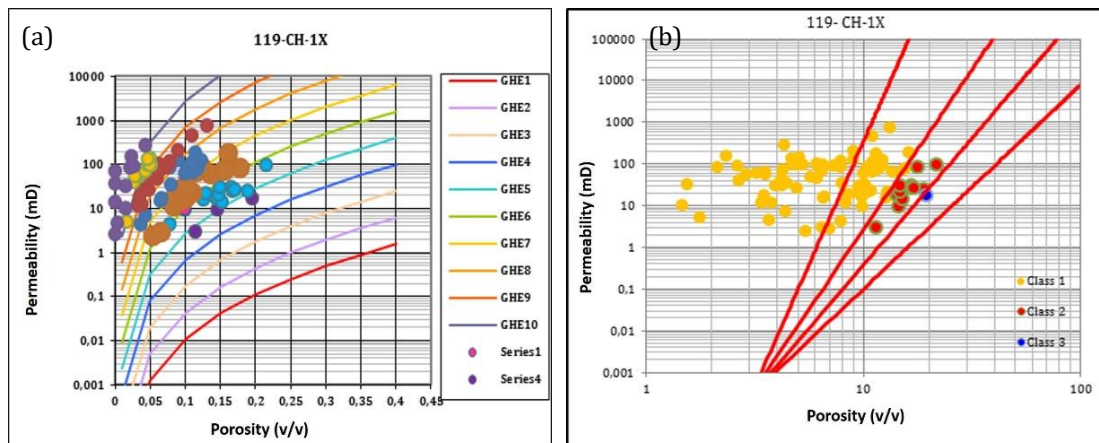 (a)
119-CH-1X
Permeability (mD)
100 00
1000
100
10
1
0,1
0,01
0,001
0 0,05 0,1 0,15 0,2 0,25 0,3 0,35 0,4 0,45
Porosity (v/v)
GHE1
GHE2
GHE3
GHE4
GHE5
GHE6
GHE7
GHE8
GHE9
GHE10
Series1
Series4
(b)
119- CH-1X
Permeability (mD)
100000
10000
1000
100
10
1
0,1
0,01
0,001
1 10 100
Porosity (v/v)
Class 1
Class 2
Class 3